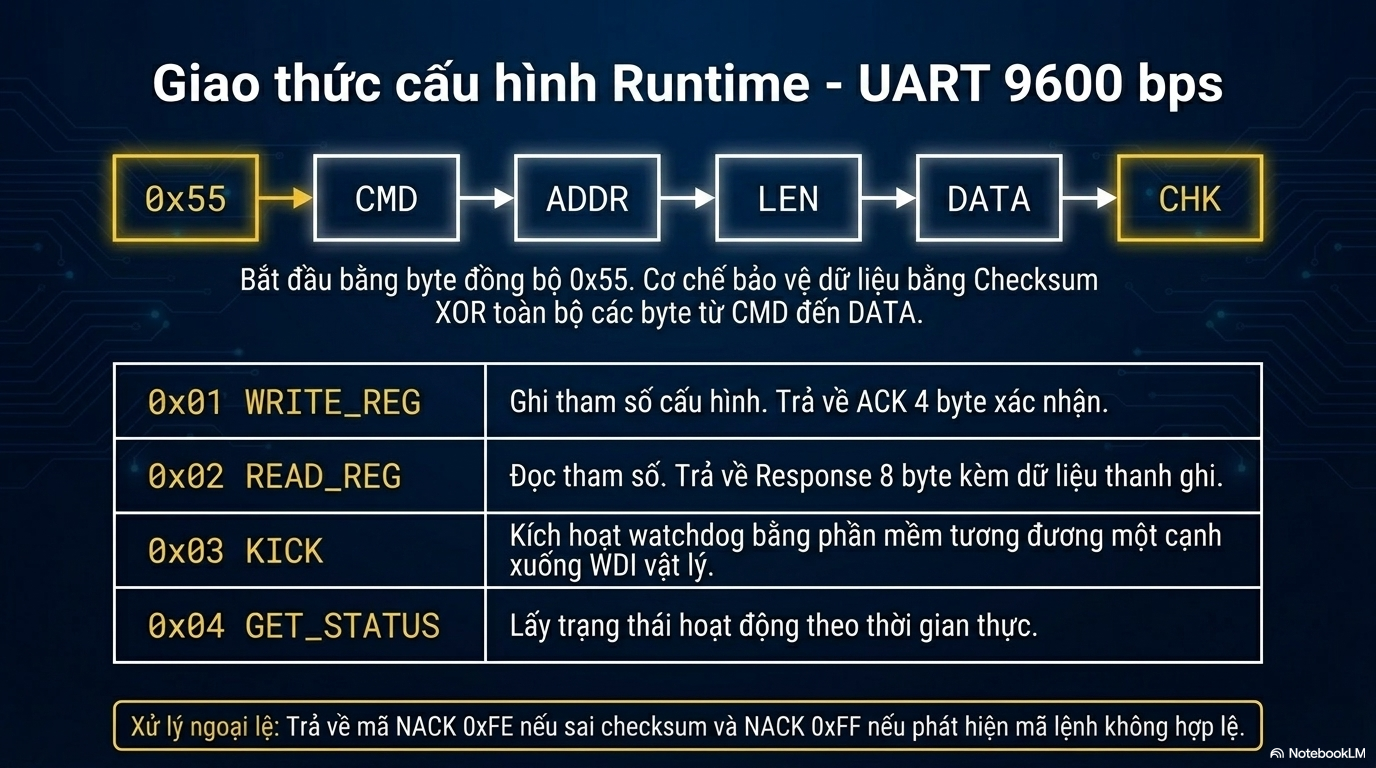 Giao thức cấu hình Runtime - UART 9600 bps
0x55 CMD ADDR LEN DATA CHK
Bắt đầu bằng byte đồng bộ 0x55. Cơ chế bảo vệ dữ liệu bằng Checksum
XOR toàn bộ các byte từ CMD đến DATA.
0x01 WRITE_REG
Ghi tham số cấu hình. Trả về ACK 4 byte xác nhận.
0x02 READ_REG
Đọc tham số. Trả về Response 8 byte kèm dữ liệu thanh ghi.
0x03 KICK
Kích hoạt watchdog bằng phần mềm tương đương một cạnh
xuống WDI vật lý.
0x04 GET_STATUS
Lấy trạng thái hoạt động theo thời gian thực.
Xử lý ngoại lệ: Trả về mã NACK 0xFE nếu sai checksum và NACK 0xFF nếu phát hiện mã lệnh không hợp lệ.
NotebookLM